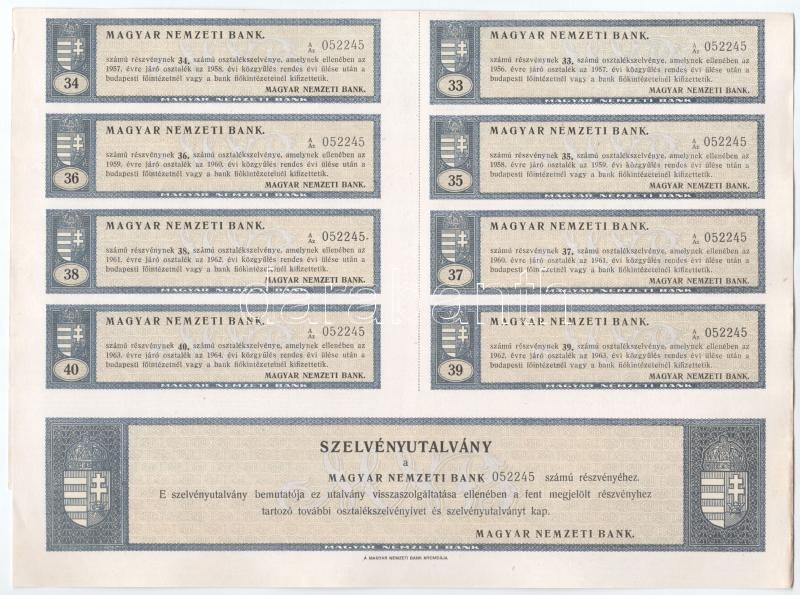 MAGYAR NEMZETI BANK.
A
Az 052245
számú részvénynek 34. számú osztalékszelvénye, amelynek ellenében az
1957. évre járó osztalék az 1958. évi közgyűlés rendes évi ülése után a
budapesti főintézetnél vagy a bank fiókintézeteinél kifizettetik.
MAGYAR NEMZETI BANK.
34
MAGYAR NEMZETI BANK
MAGYAR NEMZETI BANK.
A
Az 052245
számú részvénynek 33. számú osztalékszelvénye, amelynek ellenében az
1956. évre járó osztalék az 1957. évi közgyűlés rendes évi ülése után a
budapesti főintézetnél vagy a bank fiókintézeteinél kifizettetik.
MAGYAR NEMZETI BANK.
33
MAGYAR NEMZETI BANK
MAGYAR NEMZETI BANK.
A
Az 052245
számú részvénynek 36. számú osztalékszelvénye, amelynek ellenében az
1959. évre járó osztalék az 1960. évi közgyűlés rendes évi ülése után a
budapesti főintézetnél vagy a bank fiókintézeteinél kifizettetik.
MAGYAR NEMZETI BANK.
36
MAGYAR NEMZETI BANK
MAGYAR NEMZETI BANK.
A
Az 052245
számú részvénynek 35. számú osztalékszelvénye, amelynek ellenében az
1958. évre járó osztalék az 1959. évi közgyűlés rendes évi ülése után a
budapesti főintézetnél vagy a bank fiókintézeteinél kifizettetik.
MAGYAR NEMZETI BANK.
35
MAGYAR NEMZETI BANK
MAGYAR NEMZETI BANK.
A
Az 052245.
számú részvénynek 38. számú osztalékszelvénye, amelynek ellenében az
1961. évre járó osztalék az 1962. évi közgyűlés rendes évi ülése után a
budapesti főintézetnél vagy a bank fiókintézeteinél kifizettetik.
MAGYAR NEMZETI BANK.
38
MAGYAR NEMZETI BANK
MAGYAR NEMZETI BANK.
A
Az 052245
számú részvénynek 37. számú osztalékszelvénye, amelynek ellenében az
1960. évre járó osztalék az 1961. évi közgyűlés rendes évi ülése után a
budapesti főintézetnél vagy a bank fiókintézeteinél kifizettetik.
MAGYAR NEMZETI BANK.
37
MAGYAR NEMZETI BANK
darabanth
MAGYAR NEMZETI BANK.
A
Az 052245
számú részvénynek 40. számú osztalékszelvénye, amelynek ellenében az
1963. évre járó osztalék az 1964. évi közgyűlés rendes évi ülése után a
budapesti főintézetnél vagy a bank fiókintézeteinél kifizettetik.
MAGYAR NEMZETI BANK.
40
MAGYAR NEMZETI BANK
MAGYAR NEMZETI BANK.
A
Az 052245
számú részvénynek 39. számú osztalékszelvénye, amelynek ellenében az
1962. évre járó osztalék az 1963. évi közgyűlés rendes évi ülése után a
budapesti főintézetnél vagy a bank fiókintézeteinél kifizettetik.
MAGYAR NEMZETI BANK.
39
MAGYAR NEMZETI BANK
SZELVÉNYUTALVÁNY
a
MAGYAR NEMZETI BANK 052245 számú részvényéhez.
E szelvényutalvány bemutatója ez utalvány visszaszolgáltatása ellenében a fent megjelölt részvényhez
tartozó további osztalékszelvényívet és szelvényutalványt kap.
MAGYAR NEMZETI BANK.
MAGYAR NEMZETI BANK
A MAGYAR NEMZETI BANK NYOMDÁJA